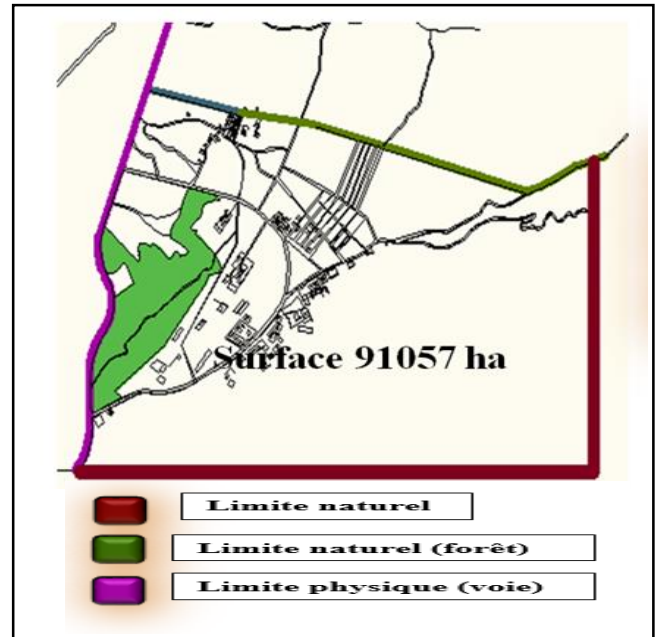 Surface 91057 ha
Limite naturel
Limite naturel (forêt)
Limite physique (voie)